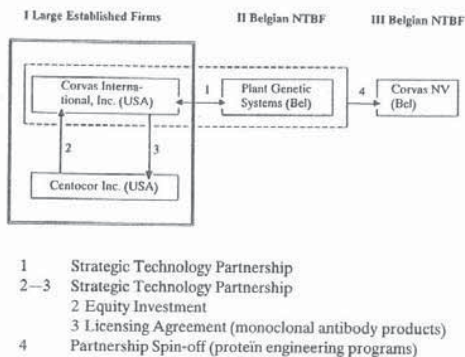 I Large Established Firms II Belgian NTBF III Belgian NTBF
Corvas Interna-
tional, Inc. (USA)
1
Plant Genetic
Systems (Bel)
4
Corvas NV
(Bel)
2
3
Centocor Inc. (USA)
1 Strategic Technology Partnership
2—3 Strategic Technology Partnership
2 Equity Investment
3 Licensing Agreement (monoclonal antibody products)
4 Partnership Spin-off (proteïn engineering programs)